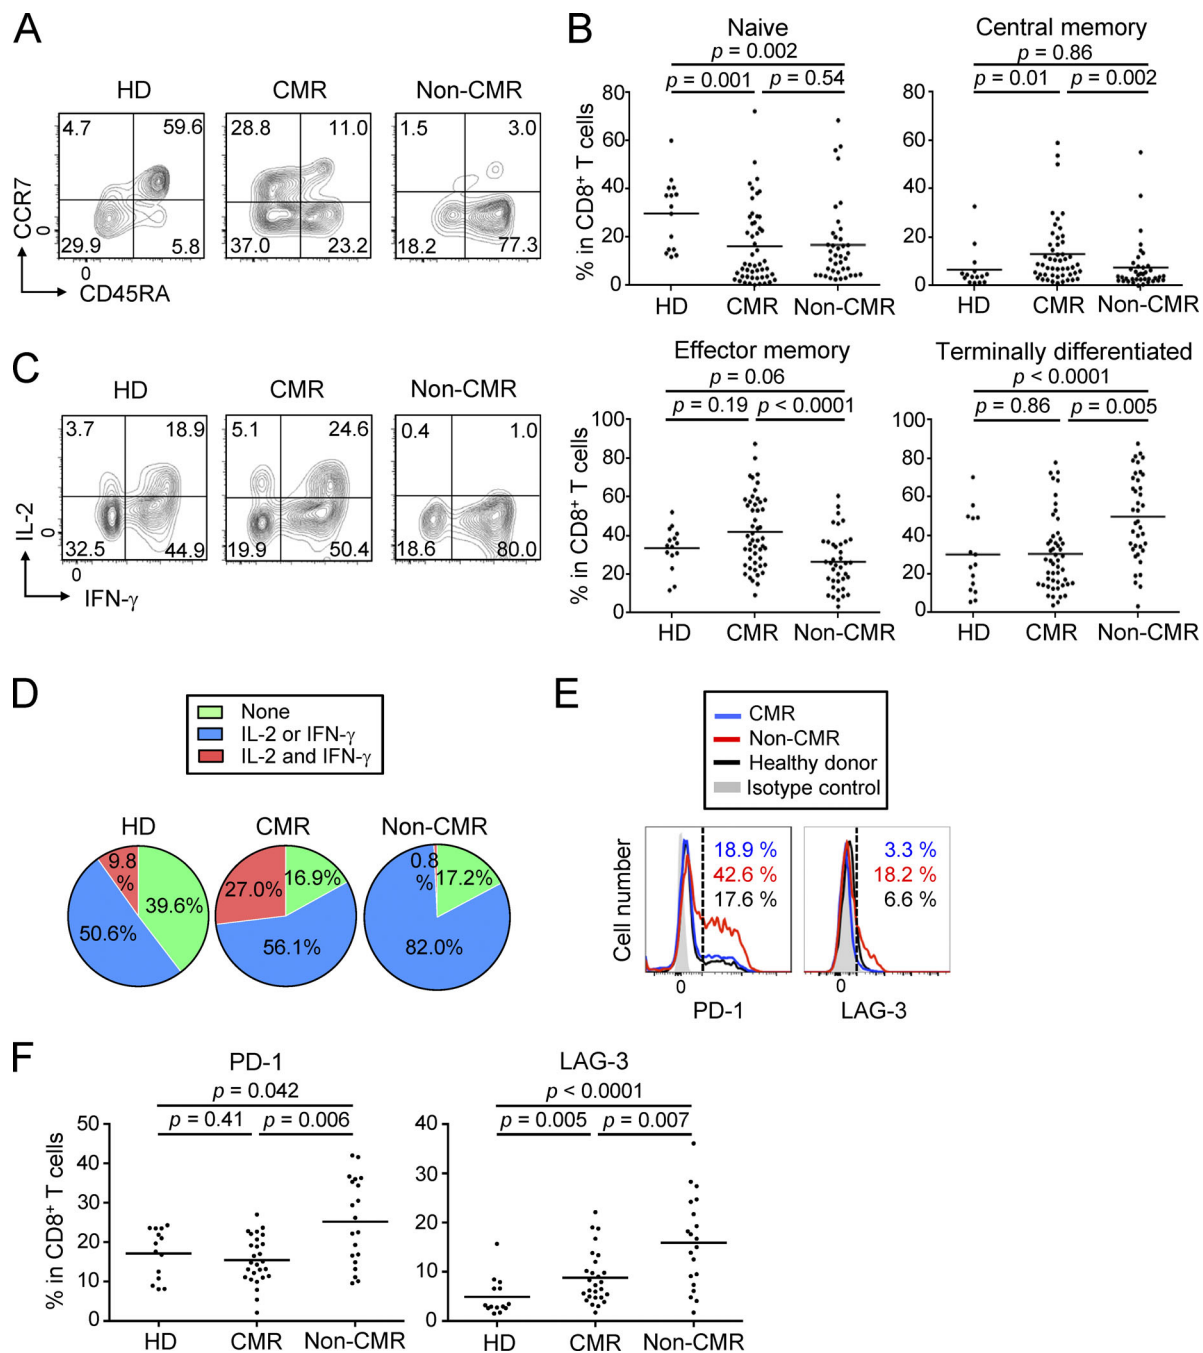 A
HD
CMR
Non-CMR
4.7
59.6
28.8
11.0
1.5
3.0
29.9
5.8
37.0
23.2
18.2
77.3
CCR7
0
0
CD45RA
B
Naive
p = 0.002
p = 0.001
p = 0.54
% in CD8⁺ T cells
80
60
40
20
0
HD
CMR
Non-CMR
Central memory
p = 0.86
p = 0.01
p = 0.002
80
60
40
20
0
HD
CMR
Non-CMR
Effector memory
p = 0.06
p = 0.19
p < 0.0001
% in CD8⁺ T cells
100
80
60
40
20
0
HD
CMR
Non-CMR
Terminally differentiated
p < 0.0001
p = 0.86
p = 0.005
100
80
60
40
20
0
HD
CMR
Non-CMR
C
HD
CMR
Non-CMR
3.7
18.9
5.1
24.6
0.4
1.0
32.5
44.9
19.9
50.4
18.6
80.0
IL-2
0
0
IFN-γ
D
None
IL-2 or IFN-γ
IL-2 and IFN-γ
HD
CMR
Non-CMR
9.8
%
39.6%
50.6%
27.0%
16.9%
56.1%
0.8
%
17.2%
82.0%
E
CMR
Non-CMR
Healthy donor
Isotype control
Cell number
18.9 %
42.6 %
17.6 %
0
PD-1
3.3 %
18.2 %
6.6 %
0
LAG-3
F
PD-1
p = 0.042
p = 0.41
p = 0.006
% in CD8⁺ T cells
50
40
30
20
10
0
HD
CMR
Non-CMR
LAG-3
p < 0.0001
p = 0.005
p = 0.007
40
30
20
10
0
HD
CMR
Non-CMR